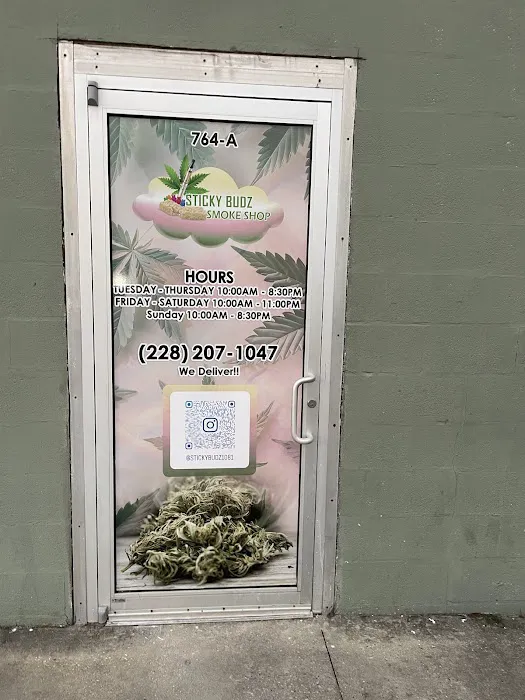 764-A
STICKY BUDZ
SMOKE SHOP
HOURS
TUESDAY - THURSDAY 10:00AM - 8:30PM
FRIDAY - SATURDAY 10:00AM - 11:00PM
Sunday 10:00AM - 8:30PM
(228) 207-1047
We Deliver!!
@STICKYBUDZ1081